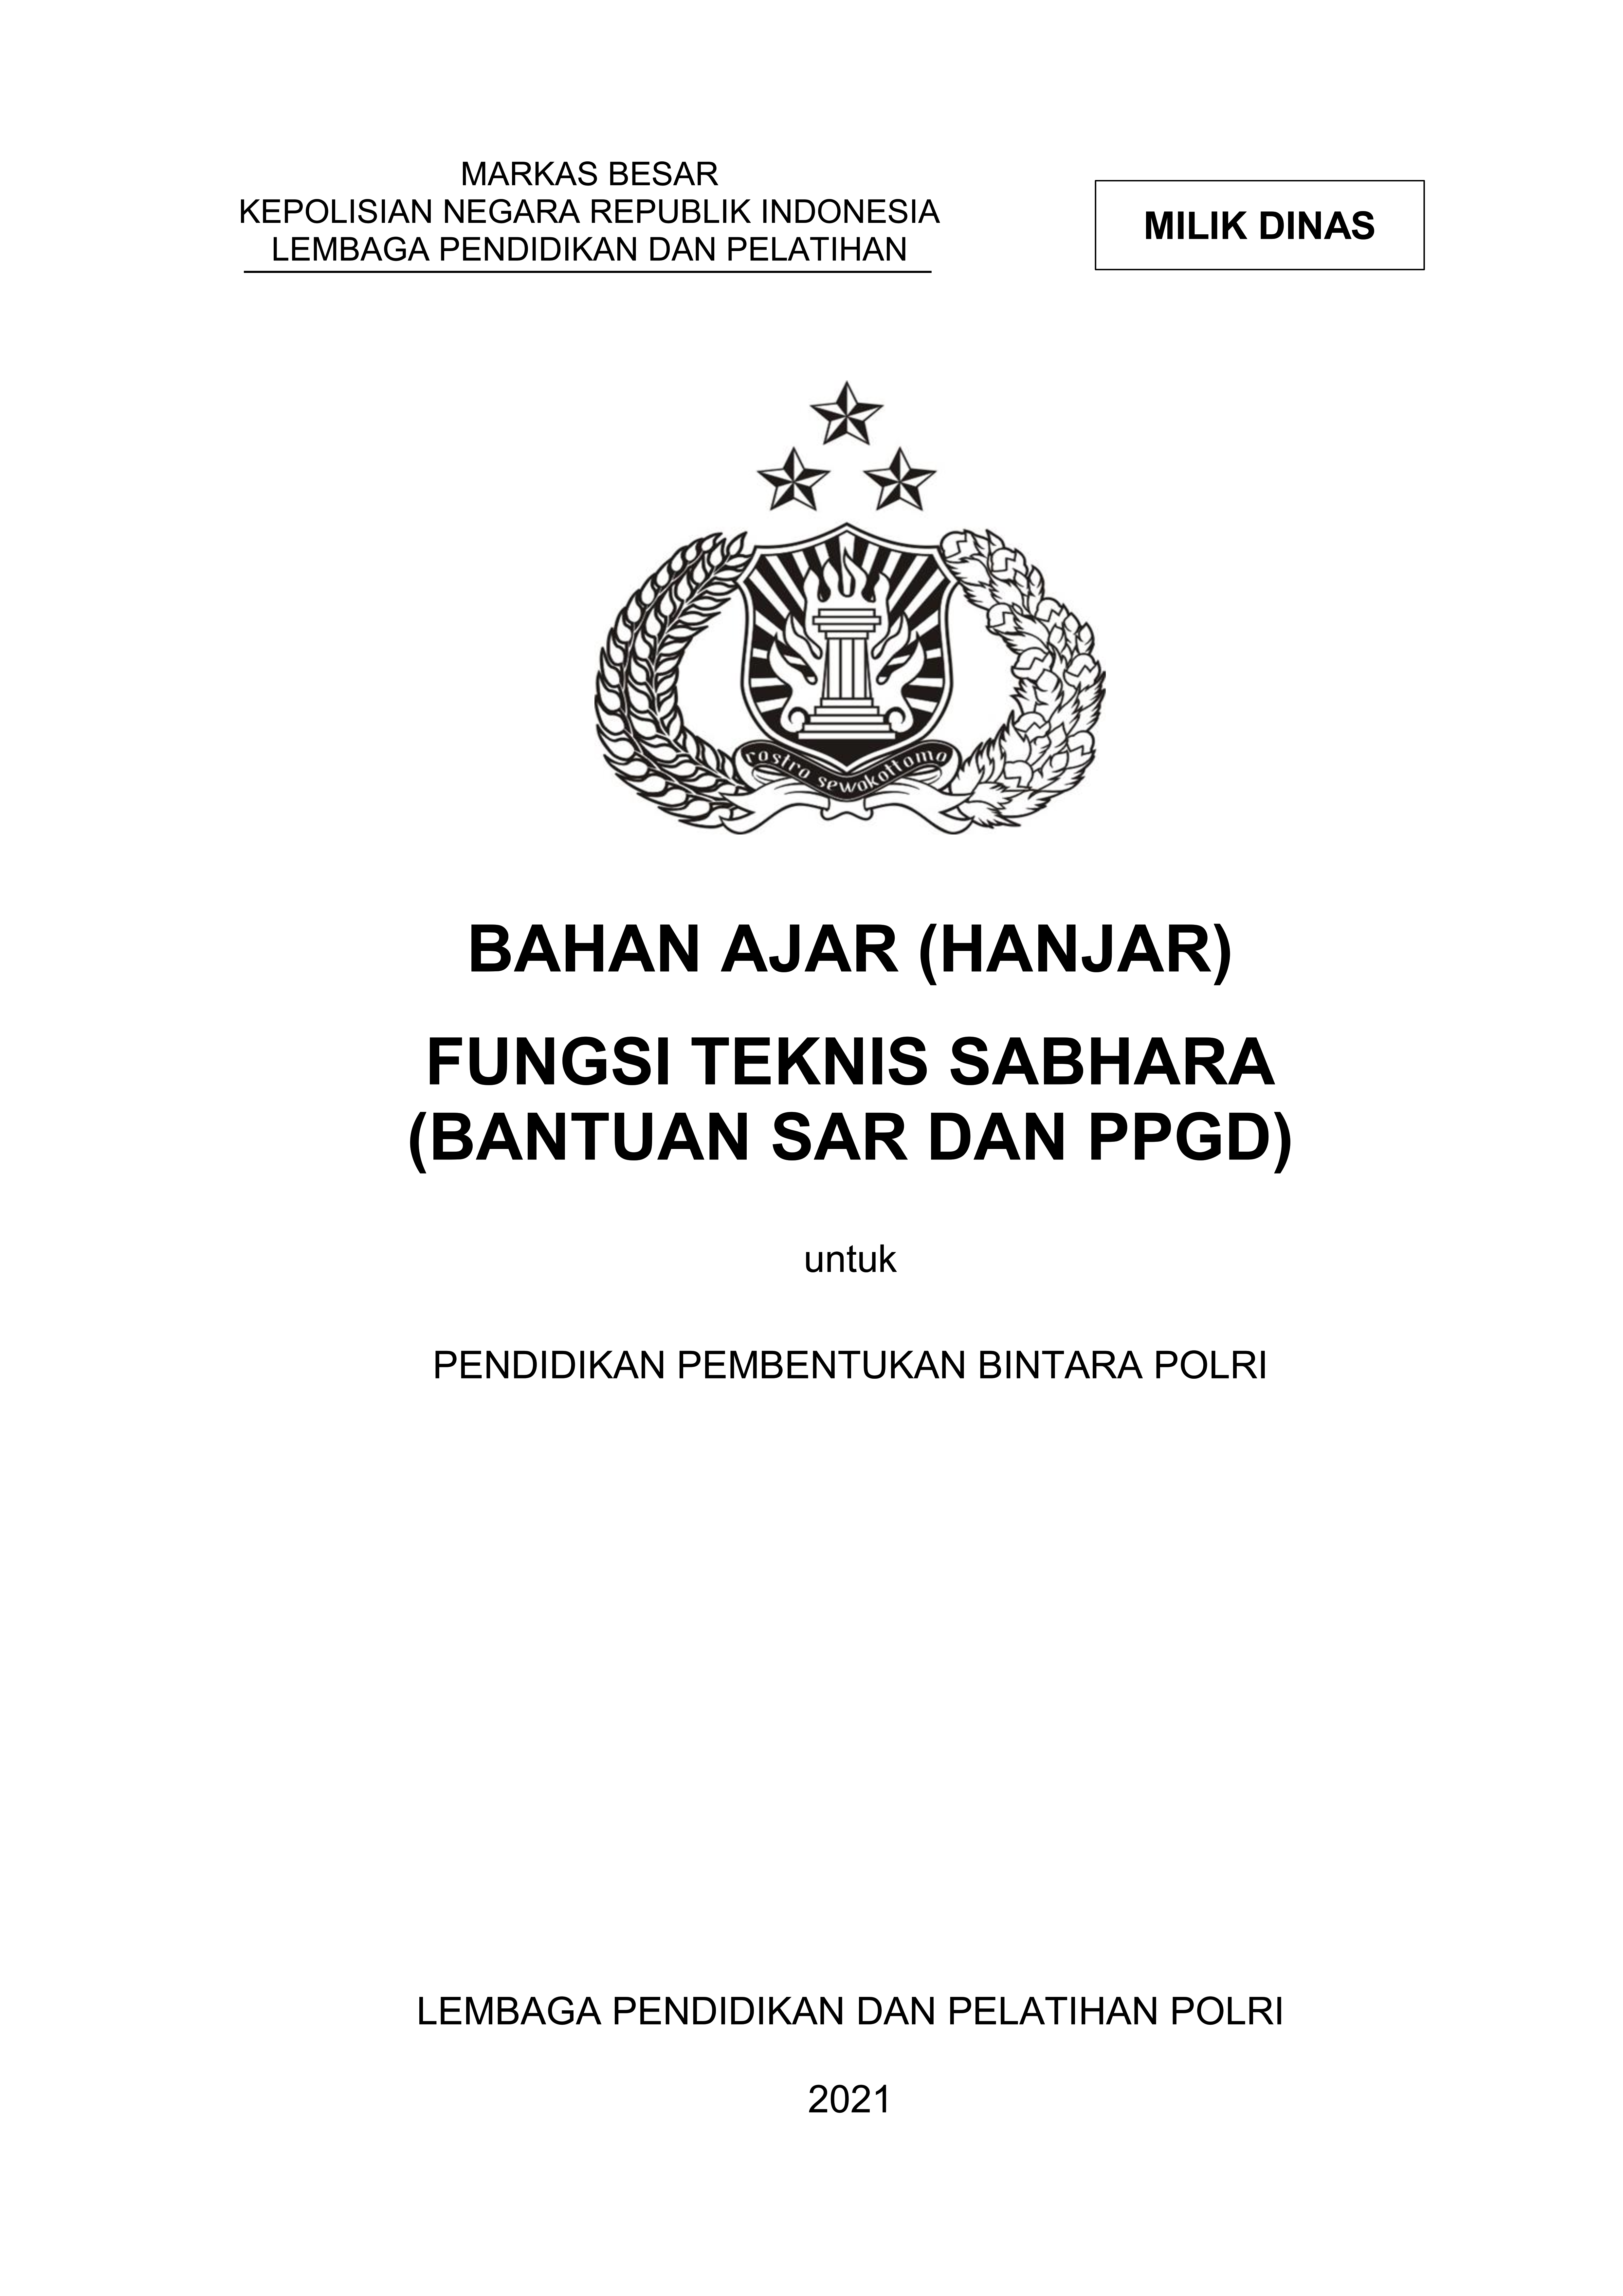 MARKAS BESAR
KEPOLISIAN NEGARA REPUBLIK INDONESIA
LEMBAGA PENDIDIKAN DAN PELATIHAN
MILIK DINAS
rastra sewakottama
BAHAN AJAR (HANJAR)
FUNGSI TEKNIS SABHARA
(BANTUAN SAR DAN PPGD)
untuk
PENDIDIKAN PEMBENTUKAN BINTARA POLRI
LEMBAGA PENDIDIKAN DAN PELATIHAN POLRI
2021